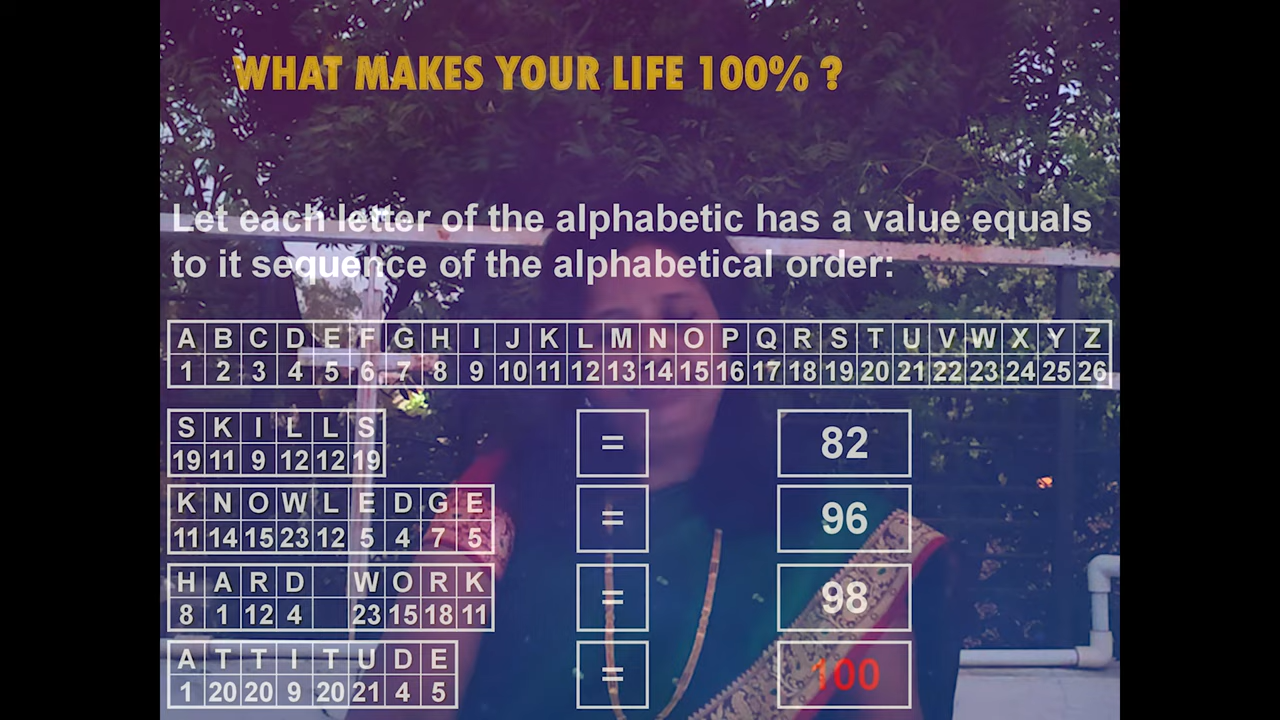 WHAT MAKES YOUR LIFE 100% ?
Let each letter of the alphabetic has a value equals
to it sequence of the alphabetical order:
A B C D E F G H I J K L M N O P Q R S T U V W X Y Z
1 2 3 4 5 6 7 8 9 10 11 12 13 14 15 16 17 18 19 20 21 22 23 24 25 26
S K I L L S
19 11 9 12 12 19
= 82
K N O W L E D G E
11 14 15 23 12 5 4 7 5
= 96
H A R D W O R K
8 1 12 4 23 15 18 11
= 98
A T T I T U D E
1 20 20 9 20 21 4 5
= 100